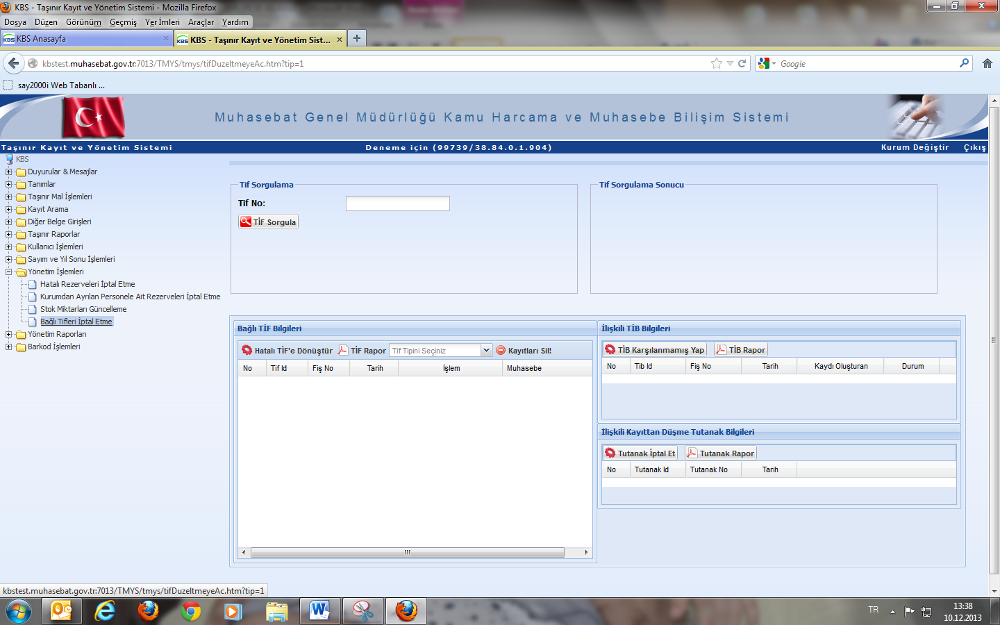 KBS - Taşınır Kayıt ve Yönetim Sistemi - Mozilla Firefox
Dosya Düzen Görünüm Geçmiş Yer İmleri Araçlar Yardım
KBS KBS Anasayfa
KBS KBS - Taşınır Kayıt ve Yönetim Sist...
kbstest.muhasebat.gov.tr:7013/TMYS/tmys/tifDuzeltmeyeAc.htm?tip=1
Google
say2000i Web Tabanlı ...
Muhasebat Genel Müdürlüğü Kamu Harcama ve Muhasebe Bilişim Sistemi
Taşınır Kayıt ve Yönetim Sistemi
Deneme için (99739/38.84.0.1.904)
Kurum Değiştir Çıkış
KBS
Duyurular & Mesajlar
Tanımlar
Taşınır Mal İşlemleri
Kayıt Arama
Diğer Belge Girişleri
Taşınır Raporlar
Kullanıcı İşlemleri
Sayım ve Yıl Sonu İşlemleri
Yönetim İşlemleri
Hatalı Rezerveleri İptal Etme
Kurumdan Ayrılan Personele Ait Rezerveleri İptal Etme
Stok Miktarları Güncelleme
Bağlı Tifleri İptal Etme
Yönetim Raporları
Barkod İşlemleri
Tif Sorgulama
Tif No:
TİF Sorgula
Tif Sorgulama Sonucu
Bağlı TİF Bilgileri
Hatalı TİF'e Dönüştür TİF Rapor Tif Tipini Seçiniz Kayıtları Sil!
No Tif Id Fiş No Tarih İşlem Muhasebe
İlişkili TİB Bilgileri
TİB Karşılanmamış Yap TİB Rapor
No Tib Id Fiş No Tarih Kaydı Oluşturan Durum
İlişkili Kayıttan Düşme Tutanak Bilgileri
Tutanak İptal Et Tutanak Rapor
No Tutanak Id Tutanak No Tarih
kbstest.muhasebat.gov.tr:7013/TMYS/tmys/tifDuzeltmeyeAc.htm?tip=1
TR
13:38
10.12.2013